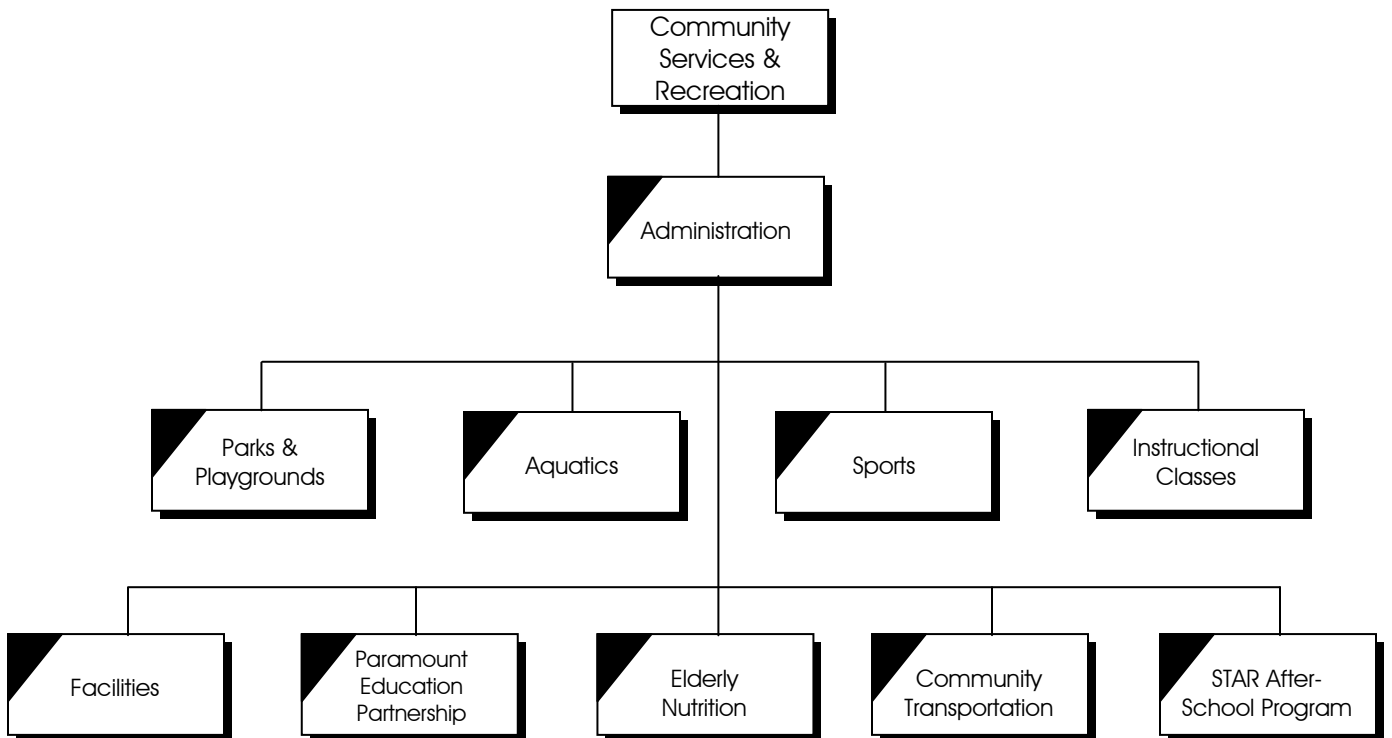 Community
Services &
Recreation
Administration
Parks &
Playgrounds
Aquatics
Sports
Instructional
Classes
Facilities
Paramount
Education
Partnership
Elderly
Nutrition
Community
Transportation
STAR After-
School Program